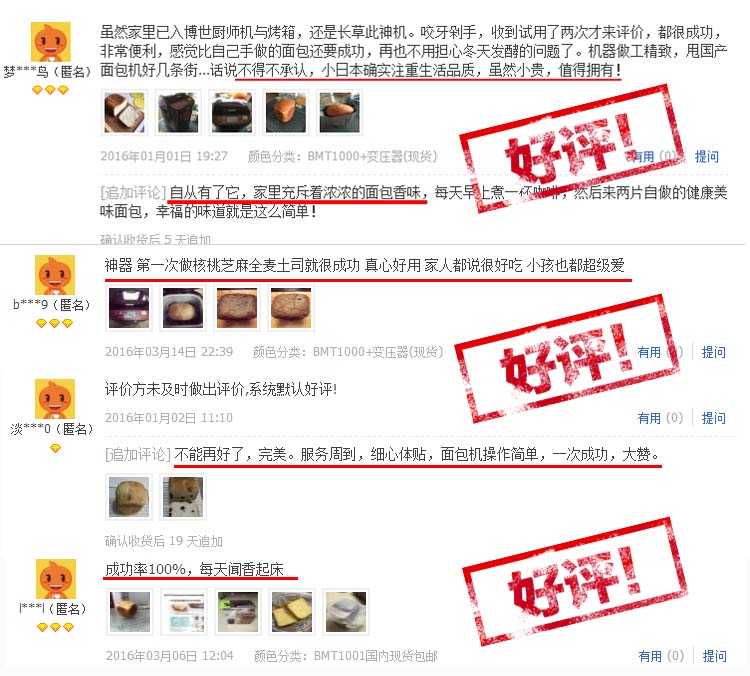 虽然家里已入博世厨师机与烤箱，还是长草此神机。咬牙剁手，收到试用了两次才来评价，都很成功，
非常便利，感觉比自己手做的面包还要成功，再也不用担心冬天发酵的问题了。机器做工精致，甩国产
面包机好几条街...话说不得不承认，小日本确实注重生活品质，虽然小贵，值得拥有！
梦***鸟（匿名）
2016年01月01日 19:27 颜色分类：BMT1000+变压器(现货)
好评！
有用 (0) 提问
[追加评论] 自从有了它，家里充斥着浓浓的面包香味，每天早上煮一杯咖啡，然后来两片自做的健康美
味面包，幸福的味道就是这么简单！
确认收货后 5 天追加
神器 第一次做核桃芝麻全麦土司就很成功 真心好用 家人都说很好吃 小孩也都超级爱
b***9（匿名）
2016年03月14日 22:39 颜色分类：BMT1000+变压器(现货)
好评！
有用 (0) 提问
评价方未及时做出评价,系统默认好评!
淡***0（匿名）
2016年01月02日 11:10
有用 (0) 提问
[追加评论] 不能再好了，完美。服务周到，细心体贴，面包机操作简单，一次成功，大赞。
确认收货后 19 天追加
成功率100%，每天闻香起床
l***l（匿名）
好评！
2016年03月06日 12:04 颜色分类：BMT1001国内现货包邮
有用 (0) 提问